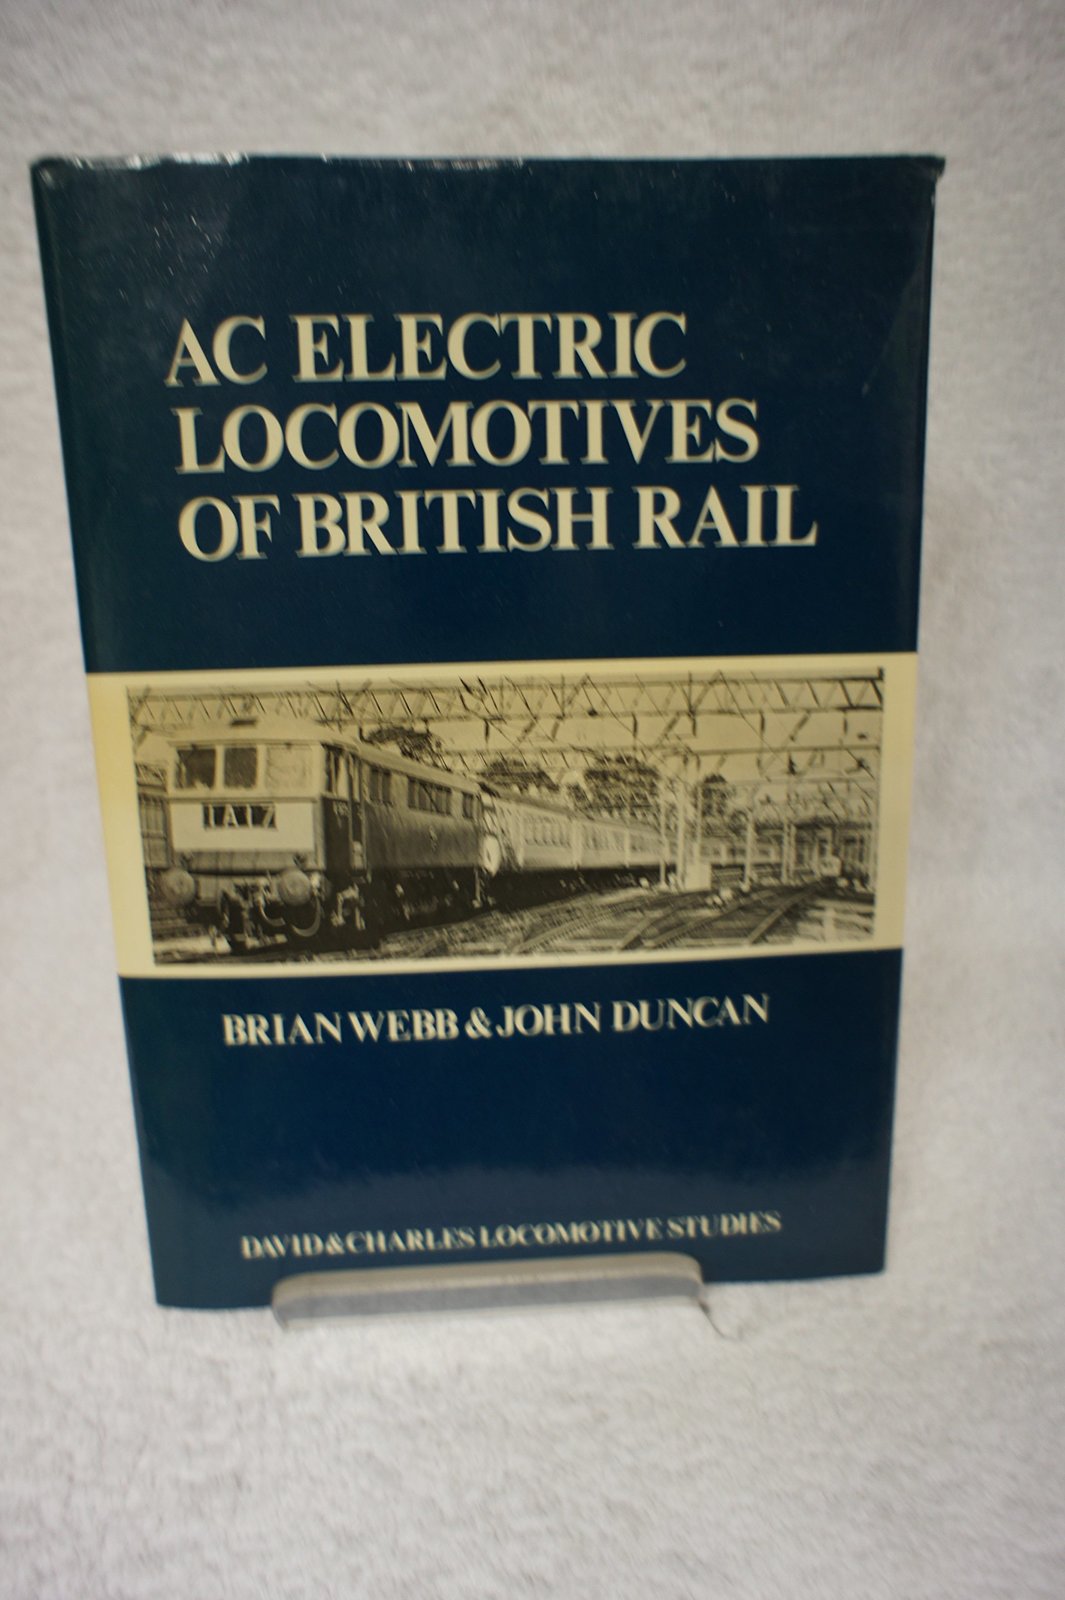 AC ELECTRIC
LOCOMOTIVES
OF BRITISH RAIL
1A17
BRIAN WEBB & JOHN DUNCAN
DAVID & CHARLES LOCOMOTIVE STUDIES